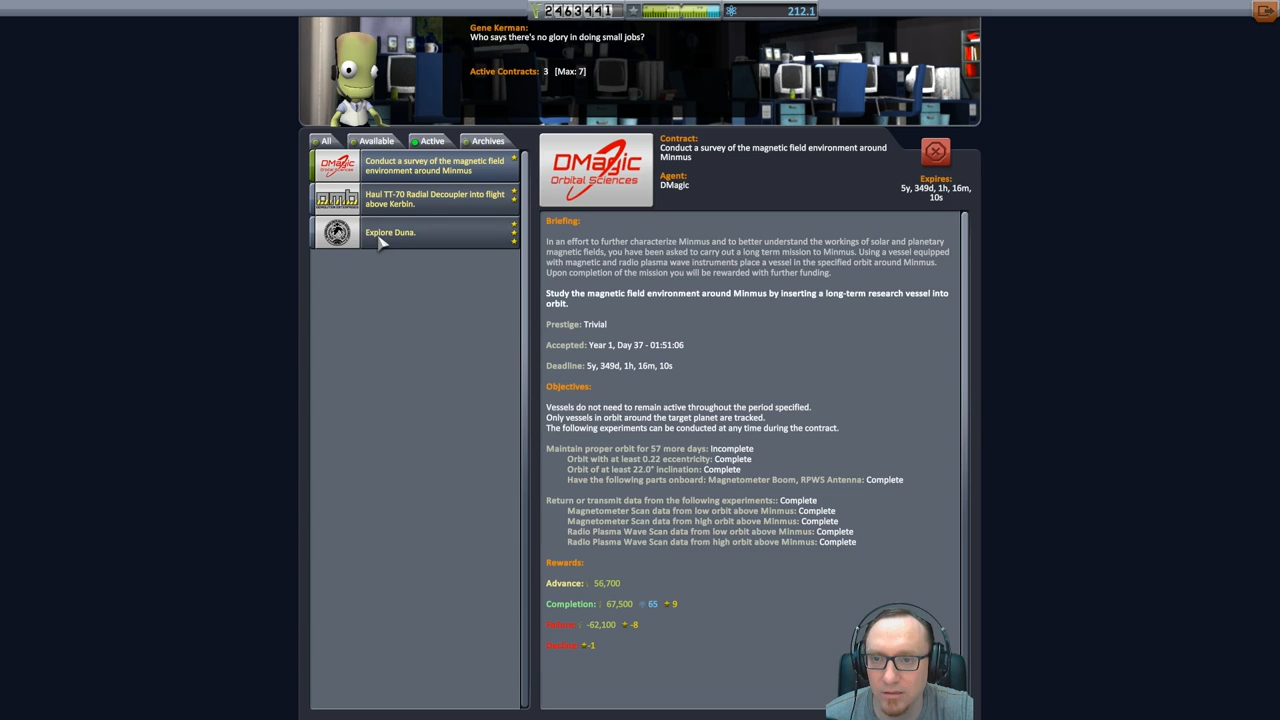 2463441
212.1
Gene Kerman:
Who says there's no glory in doing small jobs?
Active Contracts: 3 [Max: 7]
All
Available
Active
Archives
Conduct a survey of the magnetic field
environment around Minmus
Haul TT-70 Radial Decoupler into flight
above Kerbin.
Explore Duna.
DMagic
Orbital Sciences
Contract:
Conduct a survey of the magnetic field environment around
Minmus
Agent:
DMagic
Expires:
5y, 349d, 1h, 16m,
10s
Briefing:
In an effort to further characterize Minmus and to better understand the workings of solar and planetary
magnetic fields, you have been asked to carry out a long term mission to Minmus. Using a vessel equipped
with magnetic and radio plasma wave instruments place a vessel in the specified orbit around Minmus.
Upon completion of the mission you will be rewarded with further funding.
Study the magnetic field environment around Minmus by inserting a long-term research vessel into
orbit.
Prestige: Trivial
Accepted: Year 1, Day 37 - 01:51:06
Deadline: 5y, 349d, 1h, 16m, 10s
Objectives:
Vessels do not need to remain active throughout the period specified.
Only vessels in orbit around the target planet are tracked.
The following experiments can be conducted at any time during the contract.
Maintain proper orbit for 57 more days: Incomplete
Orbit with at least 0.22 eccentricity: Complete
Orbit of at least 22.0° inclination: Complete
Have the following parts onboard: Magnetometer Boom, RPWS Antenna: Complete
Return or transmit data from the following experiments:: Complete
Magnetometer Scan data from low orbit above Minmus: Complete
Magnetometer Scan data from high orbit above Minmus: Complete
Radio Plasma Wave Scan data from low orbit above Minmus: Complete
Radio Plasma Wave Scan data from high orbit above Minmus: Complete
Rewards:
Advance: 56,700
Completion: 67,500 65 9
Failure: -62,100 -8
Decline: -1